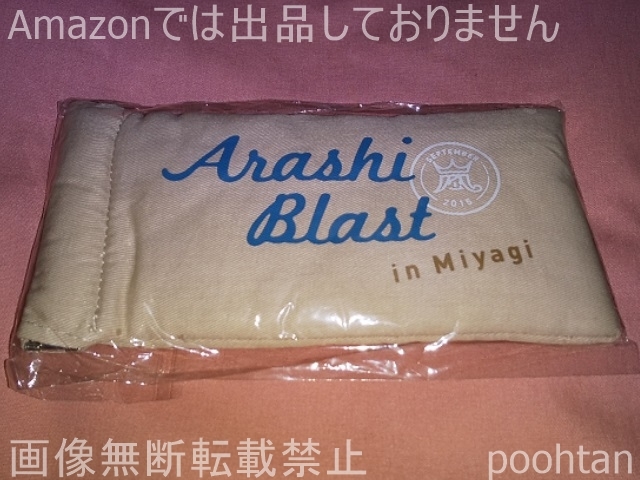 Amazonでは出品しておりません
Arashi
Blast
SEPTEMBER
嵐
2015
in Miyagi
画像無断転載禁止
poohtan